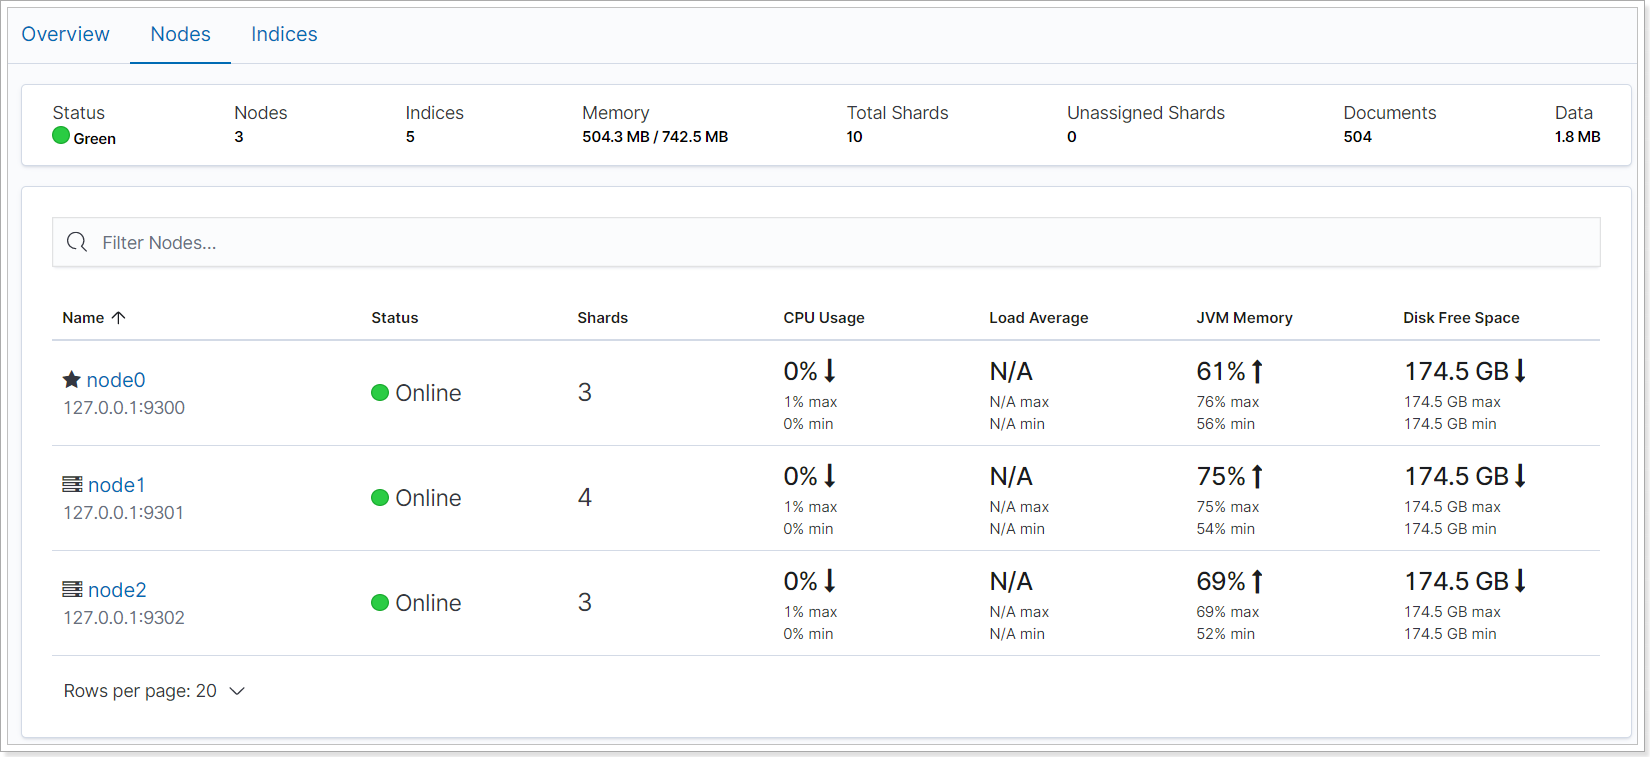 Overview Nodes Indices
Status Nodes Indices Memory Total Shards Unassigned Shards Documents Data
Green 3 5 504.3 MB / 742.5 MB 10 0 504 1.8 MB
Filter Nodes...
Name Status Shards CPU Usage Load Average JVM Memory Disk Free Space
node0 Online 3 0% N/A 61% 174.5 GB
127.0.0.1:9300 1% max N/A max 76% max 174.5 GB max
0% min N/A min 56% min 174.5 GB min
node1 Online 4 0% N/A 75% 174.5 GB
127.0.0.1:9301 1% max N/A max 75% max 174.5 GB max
0% min N/A min 54% min 174.5 GB min
node2 Online 3 0% N/A 69% 174.5 GB
127.0.0.1:9302 1% max N/A max 69% max 174.5 GB max
0% min N/A min 52% min 174.5 GB min
Rows per page: 20